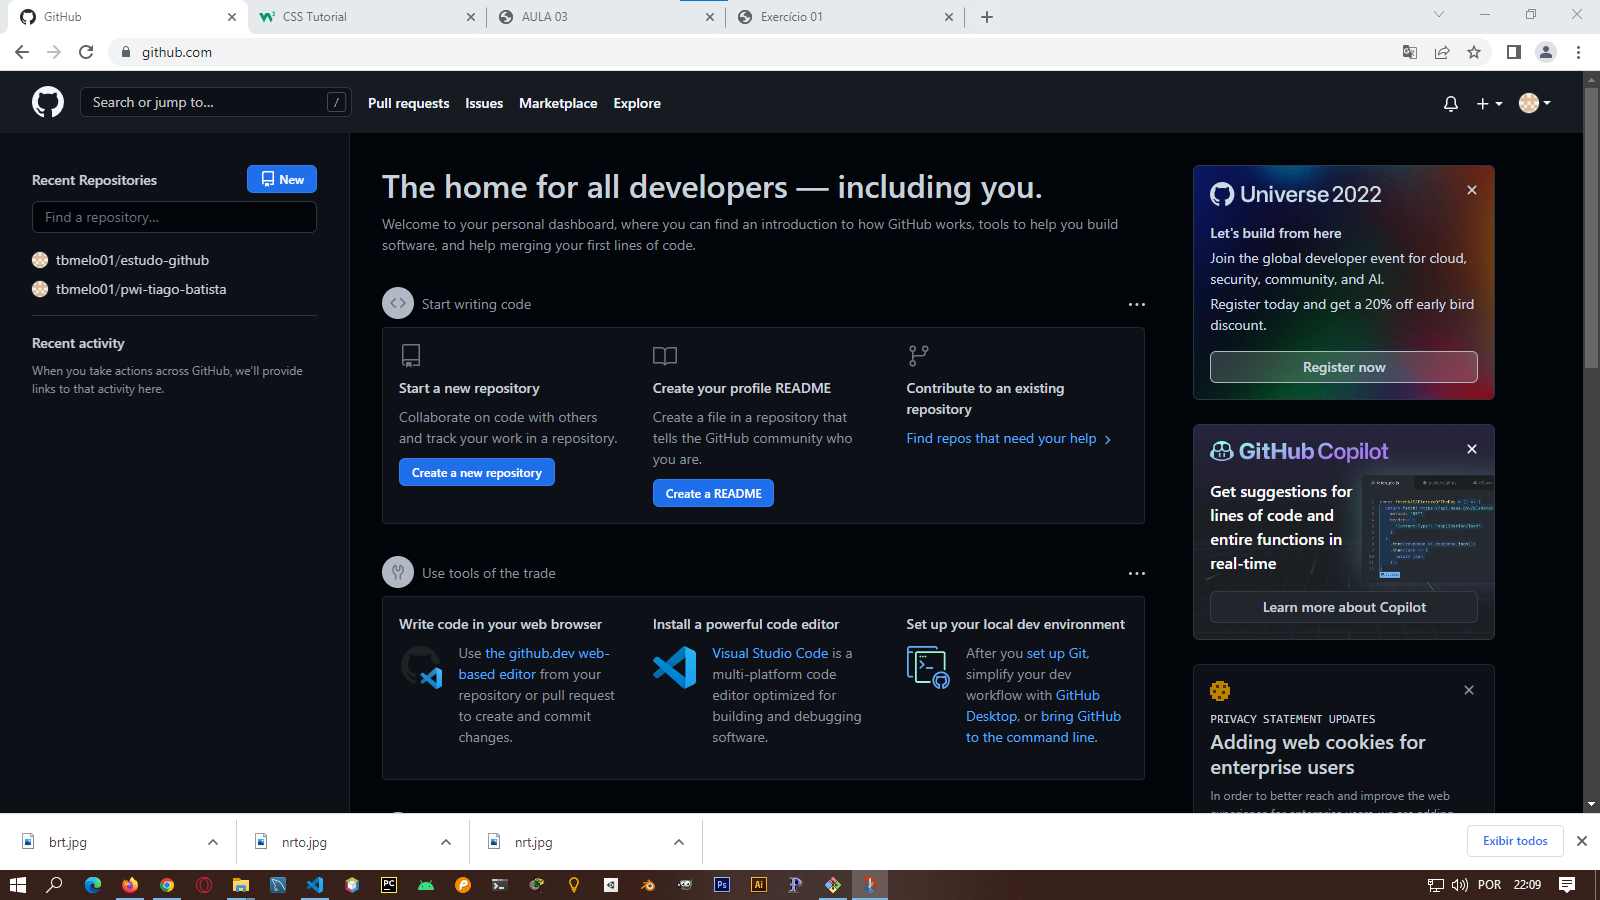 GitHub
CSS Tutorial
AULA 03
Exercício 01
github.com
Search or jump to...
/
Pull requests
Issues
Marketplace
Explore
Recent Repositories
New
Find a repository...
tbmelo01/estudo-github
tbmelo01/pwi-tiago-batista
Recent activity
When you take actions across GitHub, we'll provide
links to that activity here.
The home for all developers — including you.
Welcome to your personal dashboard, where you can find an introduction to how GitHub works, tools to help you build
software, and help merging your first lines of code.
Start writing code
Start a new repository
Collaborate on code with others
and track your work in a repository.
Create a new repository
Create your profile README
Create a file in a repository that
tells the GitHub community who
you are.
Create a README
Contribute to an existing
repository
Find repos that need your help
Use tools of the trade
Write code in your web browser
Use the github.dev web-
based editor from your
repository or pull request
to create and commit
changes.
Install a powerful code editor
Visual Studio Code is a
multi-platform code
editor optimized for
building and debugging
software.
Set up your local dev environment
After you set up Git,
simplify your dev
workflow with GitHub
Desktop, or bring GitHub
to the command line.
Universe 2022
Let's build from here
Join the global developer event for cloud,
security, community, and AI.
Register today and get a 20% off early bird
discount.
Register now
GitHub Copilot
Get suggestions for
lines of code and
entire functions in
real-time
Learn more about Copilot
PRIVACY STATEMENT UPDATES
Adding web cookies for
enterprise users
In order to better reach and improve the web
brt.jpg
nrto.jpg
nrt.jpg
Exibir todos
PC
Ps
Ai
POR
22:09